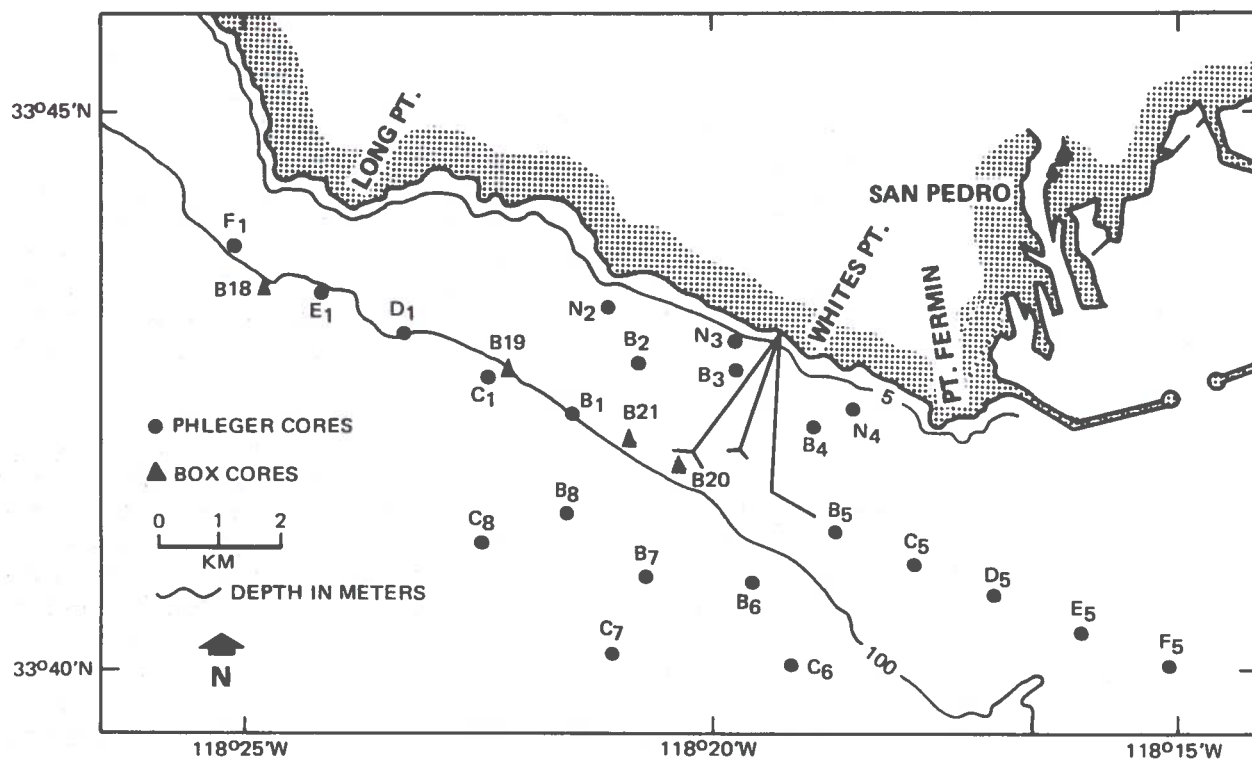 33°45'N
LONG PT.
SAN PEDRO
WHITES PT.
PT. FERMIN
F1
B18
E1
D1
N2
B2
N3
B3
B19
C1
B1
B21
B20
5
B4
N4
● PHLEGER CORES
▲ BOX CORES
0 1 2
KM
DEPTH IN METERS
N
B8
C8
B7
B6
C7
C6
B5
C5
D5
E5
F5
100
33°40'N
118°25'W
118°20'W
118°15'W